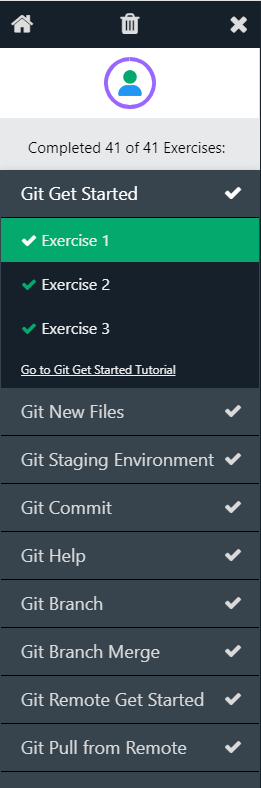 Completed 41 of 41 Exercises:
Git Get Started
Exercise 1
Exercise 2
Exercise 3
Go to Git Get Started Tutorial
Git New Files
Git Staging Environment
Git Commit
Git Help
Git Branch
Git Branch Merge
Git Remote Get Started
Git Pull from Remote